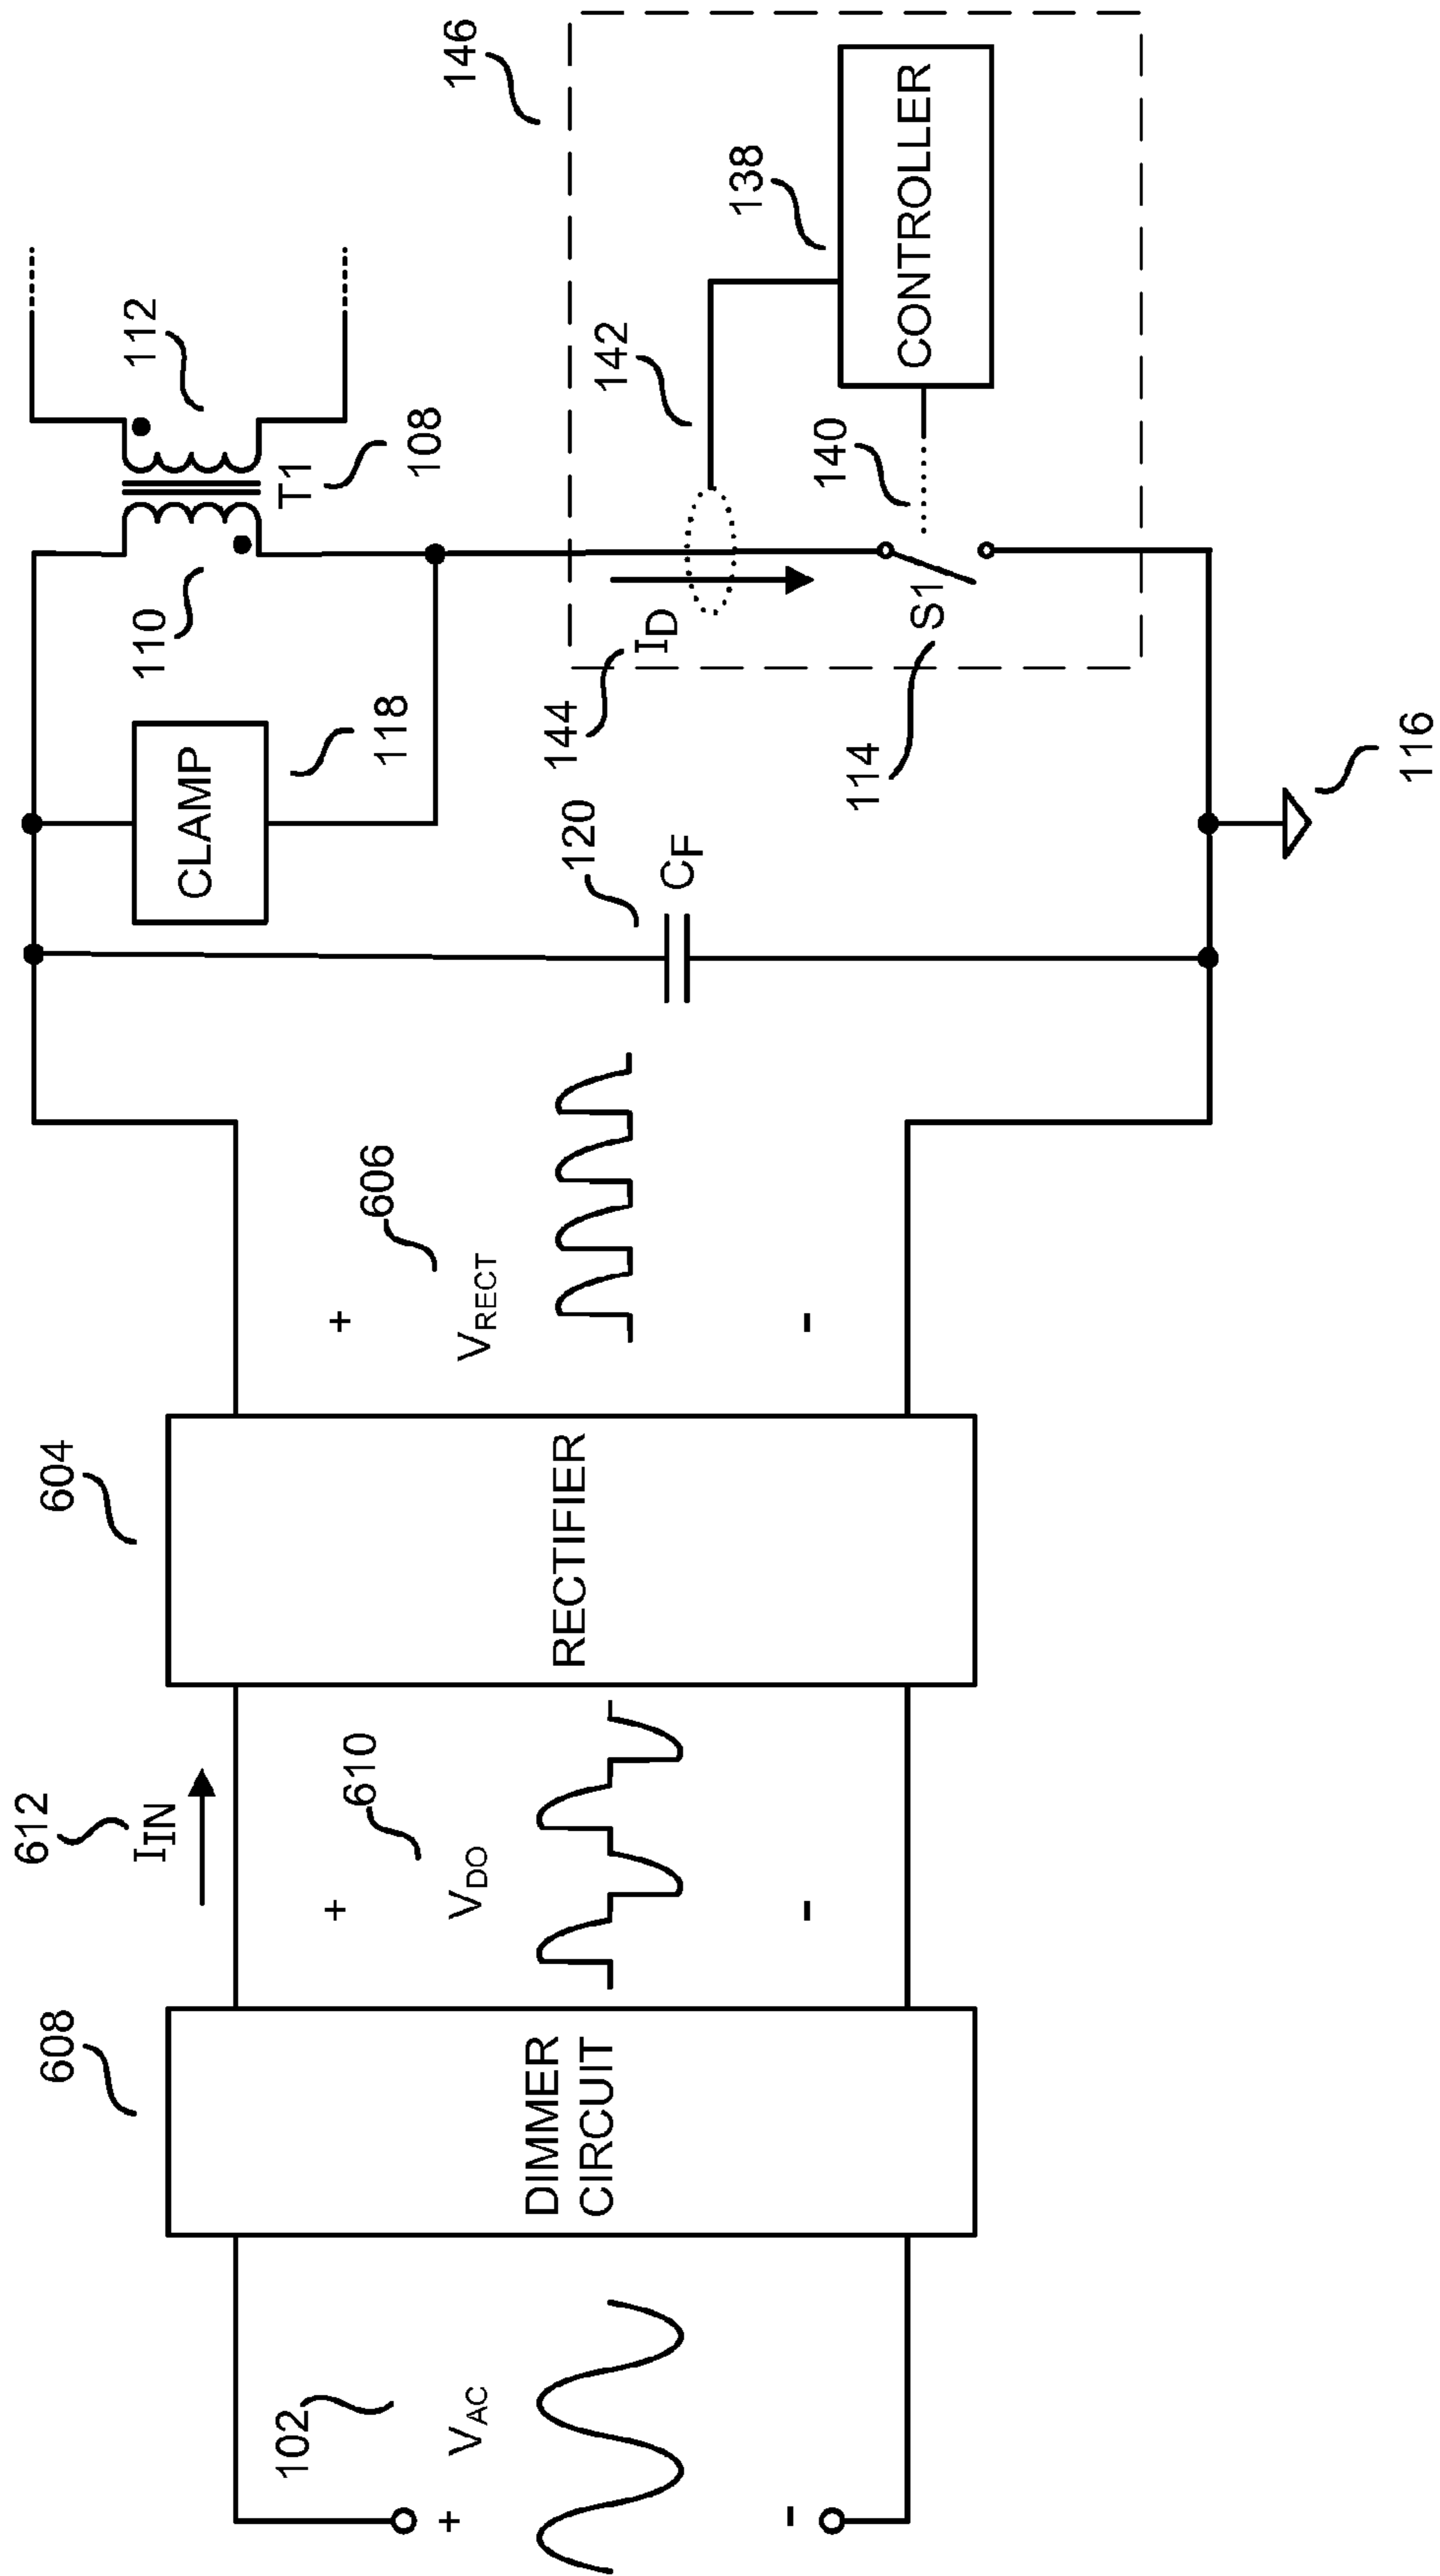 102
+
VAC
-
608
DIMMER
CIRCUIT
612
IIN
+
610
VDO
-
604
RECTIFIER
+
606
VRECT
-
120
CF
CLAMP
118
110
112
T1
108
146
144
ID
142
138
CONTROLLER
140
S1
114
116